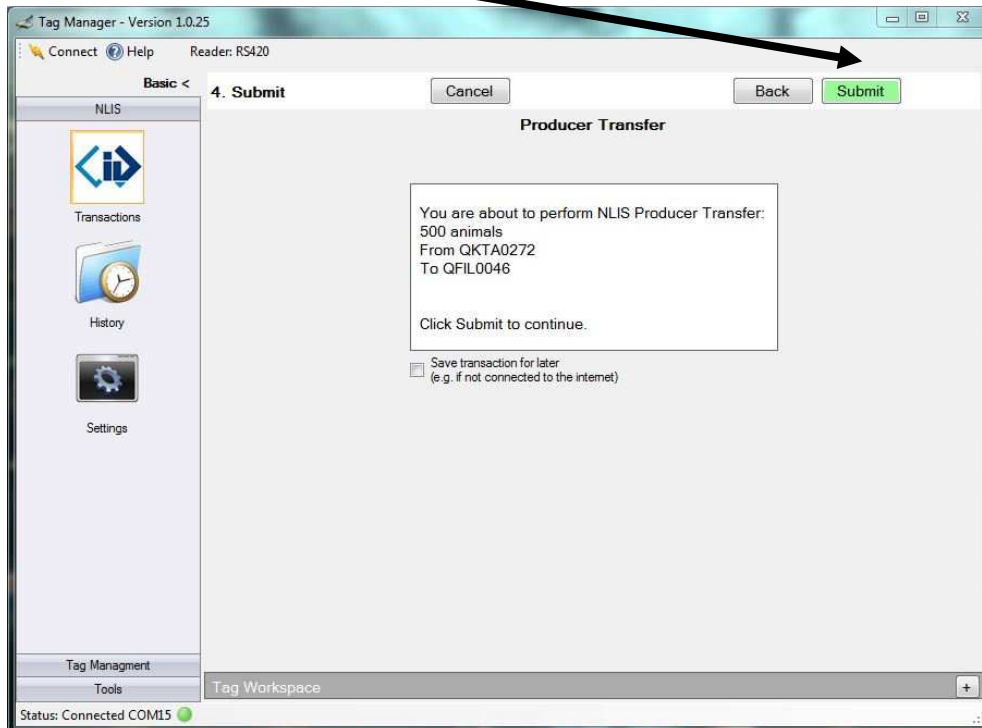 Tag Manager - Version 1.0.25
Connect Help Reader: RS420
Basic <
NLIS
Transactions
History
Settings
Tag Managment
Tools
4. Submit Cancel Back Submit
Producer Transfer
You are about to perform NLIS Producer Transfer:
500 animals
From QKTA0272
To QFIL0046
Click Submit to continue.
Save transaction for later
(e.g. if not connected to the internet)
Tag Workspace +
Status: Connected COM15